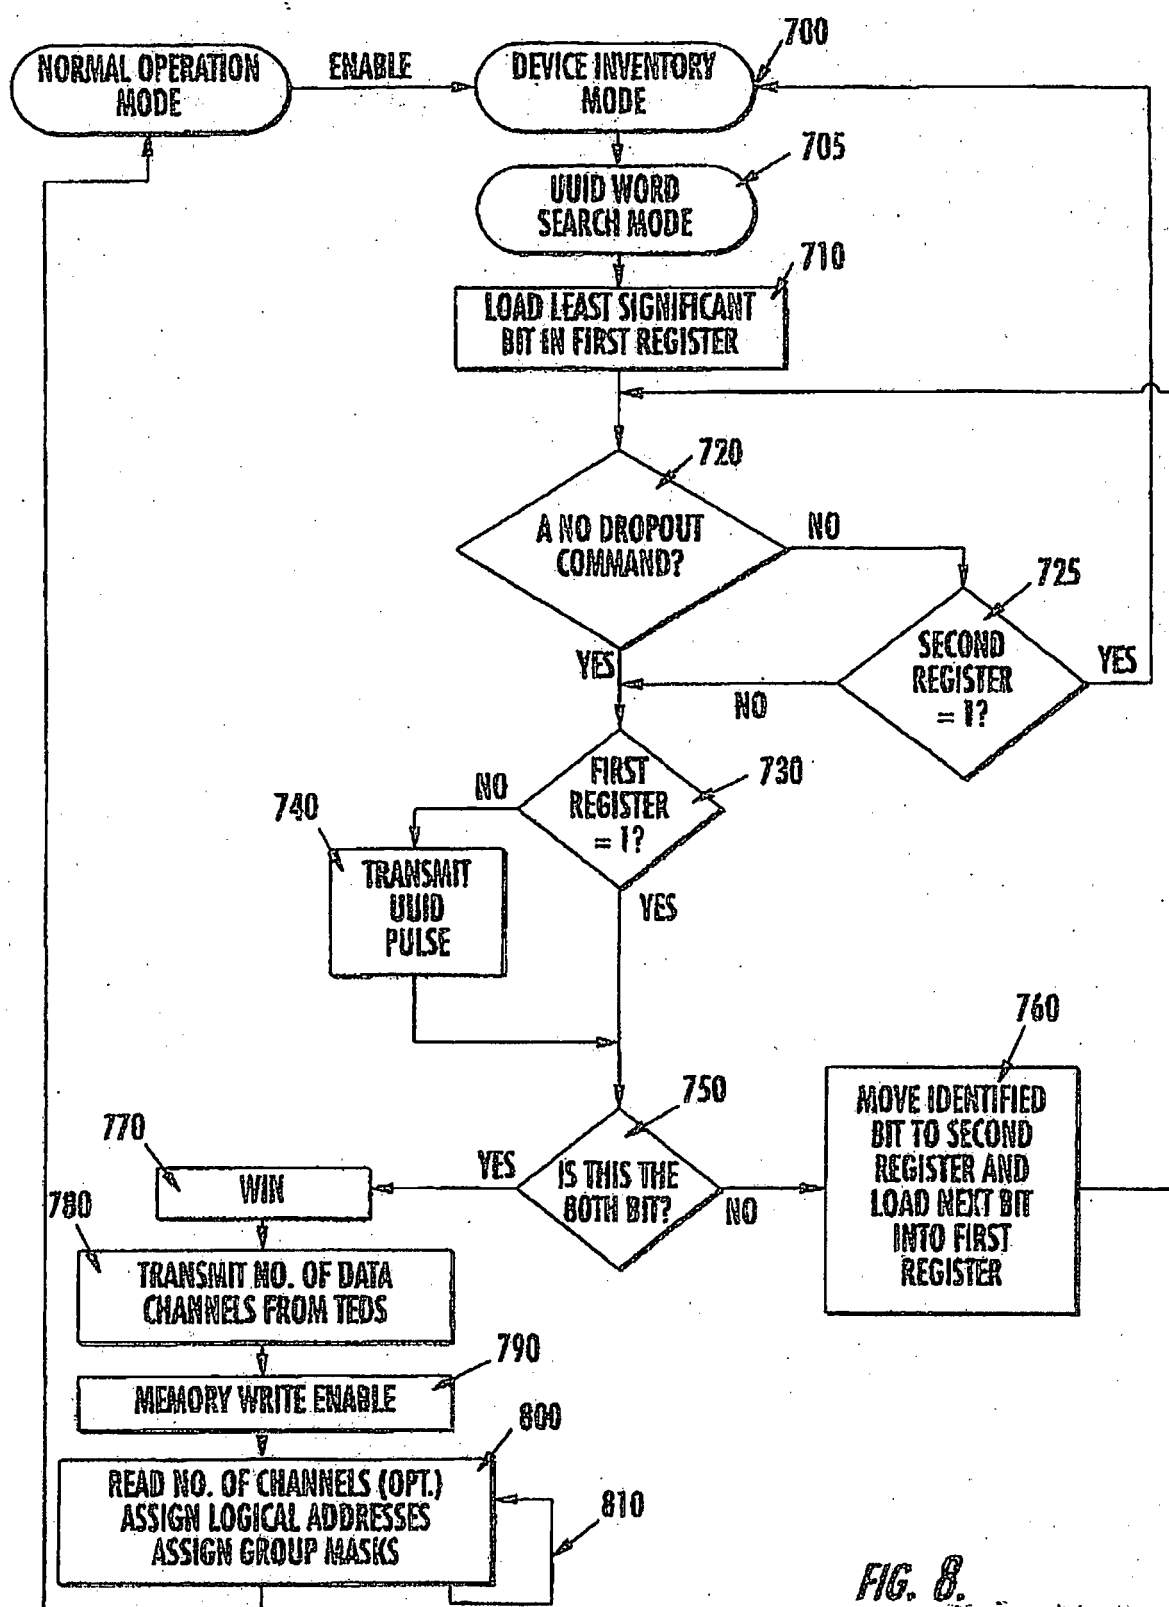 NORMAL OPERATION
MODE
ENABLE
DEVICE INVENTORY
MODE
700
UUID WORD
SEARCH MODE
705
710
LOAD LEAST SIGNIFICANT
BIT IN FIRST REGISTER
720
A NO DROPOUT
COMMAND?
NO
725
SECOND
REGISTER
= 1?
YES
YES
NO
FIRST
REGISTER
= 1?
730
NO
740
TRANSMIT
UUID
PULSE
YES
760
750
MOVE IDENTIFIED
BIT TO SECOND
REGISTER AND
LOAD NEXT BIT
INTO FIRST
REGISTER
770
YES
IS THIS THE
80TH BIT?
NO
WIN
780
TRANSMIT NO. OF DATA
CHANNELS FROM TEDS
790
MEMORY WRITE ENABLE
800
READ NO. OF CHANNELS (OPT.)
ASSIGN LOGICAL ADDRESSES
ASSIGN GROUP MASKS
810
FIG. 8.